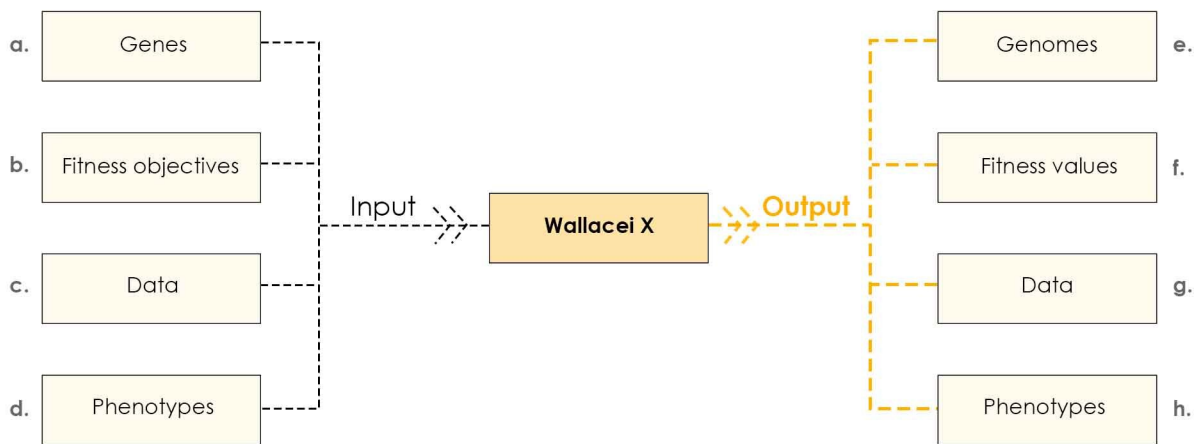 a. Genes
b. Fitness objectives
c. Data
d. Phenotypes
Input
Wallacei X
Output
Genomes e.
Fitness values f.
Data g.
Phenotypes h.